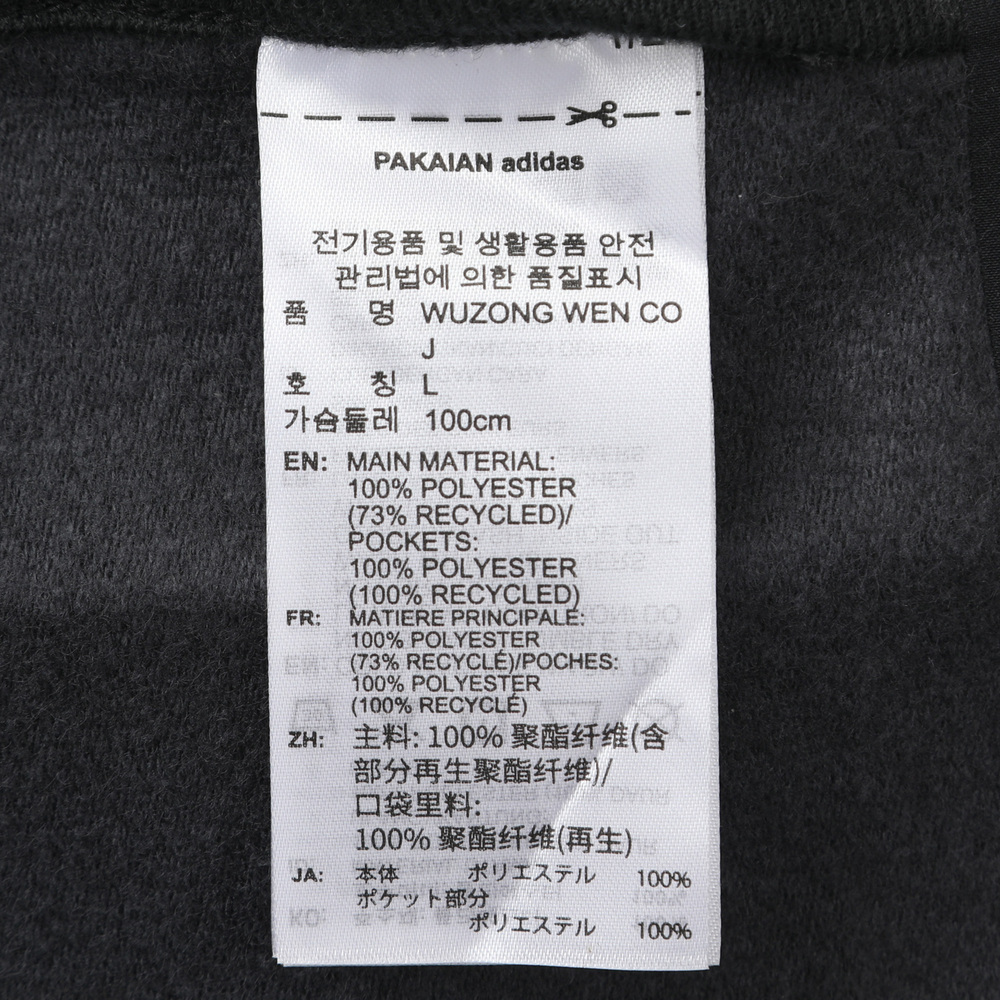 PAKAIAN adidas
전기용품 및 생활용품 안전
관리법에 의한 품질표시
품 명 WUZONG WEN CO
J
호 칭 L
가슴둘레 100cm
EN: MAIN MATERIAL:
100% POLYESTER
(73% RECYCLED)/
POCKETS:
100% POLYESTER
(100% RECYCLED)
FR: MATIERE PRINCIPALE:
100% POLYESTER
(73% RECYCLÉ)/POCHES:
100% POLYESTER
(100% RECYCLÉ)
ZH: 主料: 100% 聚酯纤维(含
部分再生聚酯纤维)/
口袋里料:
100% 聚酯纤维(再生)
JA: 本体 ポリエステル 100%
ポケット部分
ポリエステル 100%